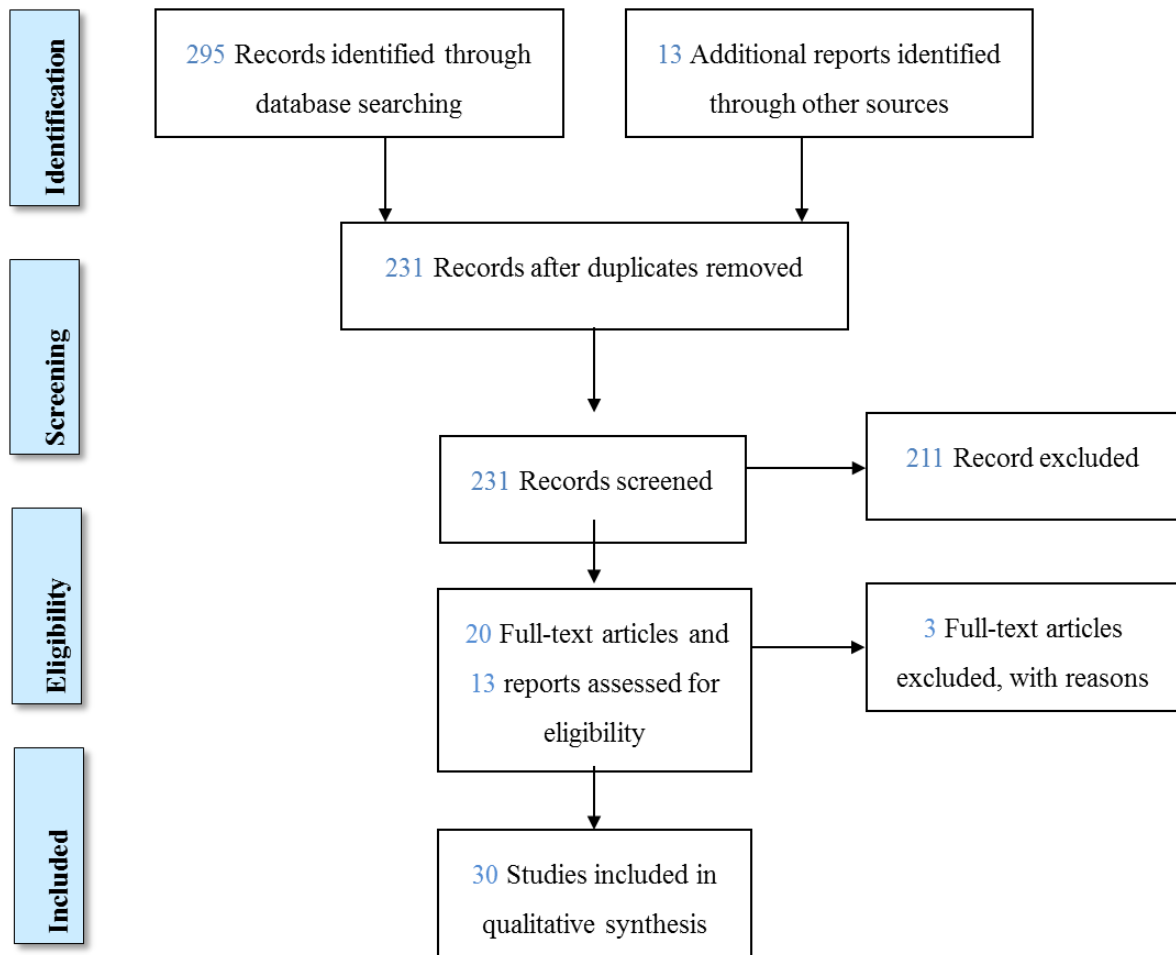 Identification
295 Records identified through
database searching
13 Additional reports identified
through other sources
231 Records after duplicates removed
Screening
231 Records screened
211 Record excluded
Eligibility
20 Full-text articles and
13 reports assessed for
eligibility
3 Full-text articles
excluded, with reasons
Included
30 Studies included in
qualitative synthesis